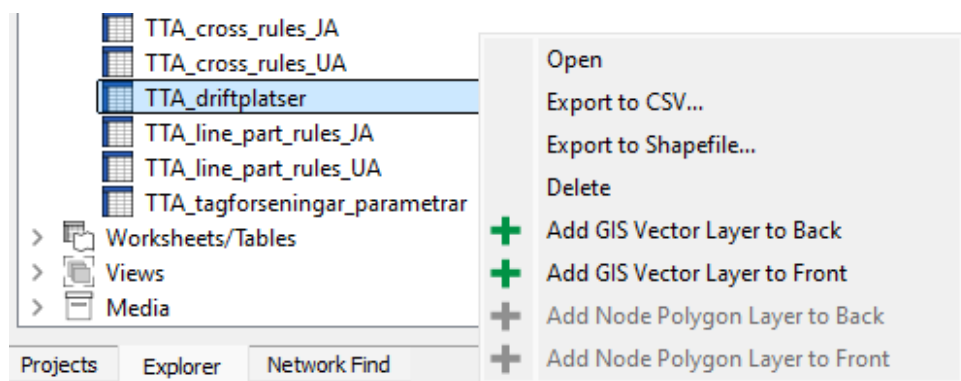 TTA_cross_rules_JA
TTA_cross_rules_UA
TTA_driftplatser
TTA_line_part_rules_JA
TTA_line_part_rules_UA
TTA_tagforseningar_parametrar
Worksheets/Tables
Views
Media
Projects Explorer Network Find
Open
Export to CSV...
Export to Shapefile...
Delete
Add GIS Vector Layer to Back
Add GIS Vector Layer to Front
Add Node Polygon Layer to Back
Add Node Polygon Layer to Front